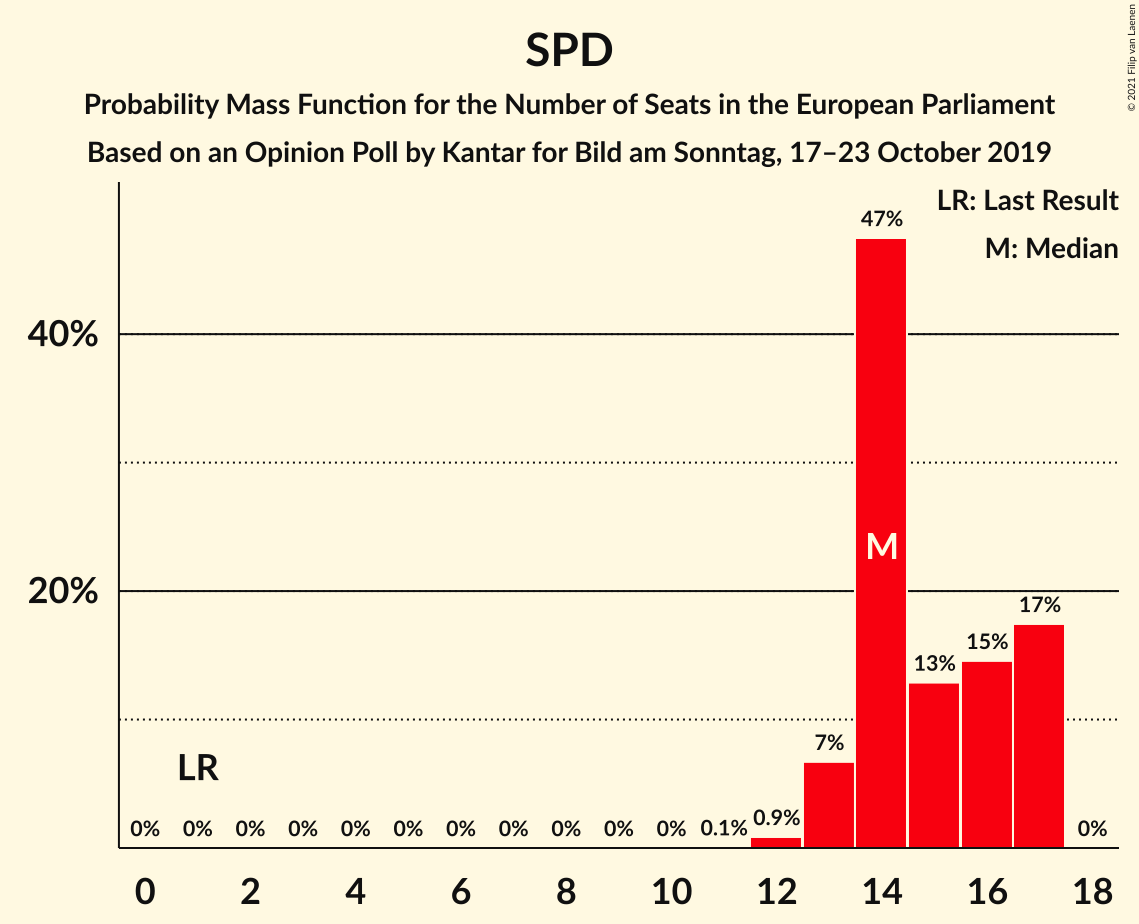 SPD
Probability Mass Function for the Number of Seats in the European Parliament
Based on an Opinion Poll by Kantar for Bild am Sonntag, 17–23 October 2019
© 2021 Filip van Laenen
LR: Last Result
M: Median
47%
40%
M
20%
17%
15%
13%
7%
LR
0% 0% 0% 0% 0% 0% 0% 0% 0% 0% 0% 0.1% 0.9% 0%
0 2 4 6 8 10 12 14 16 18